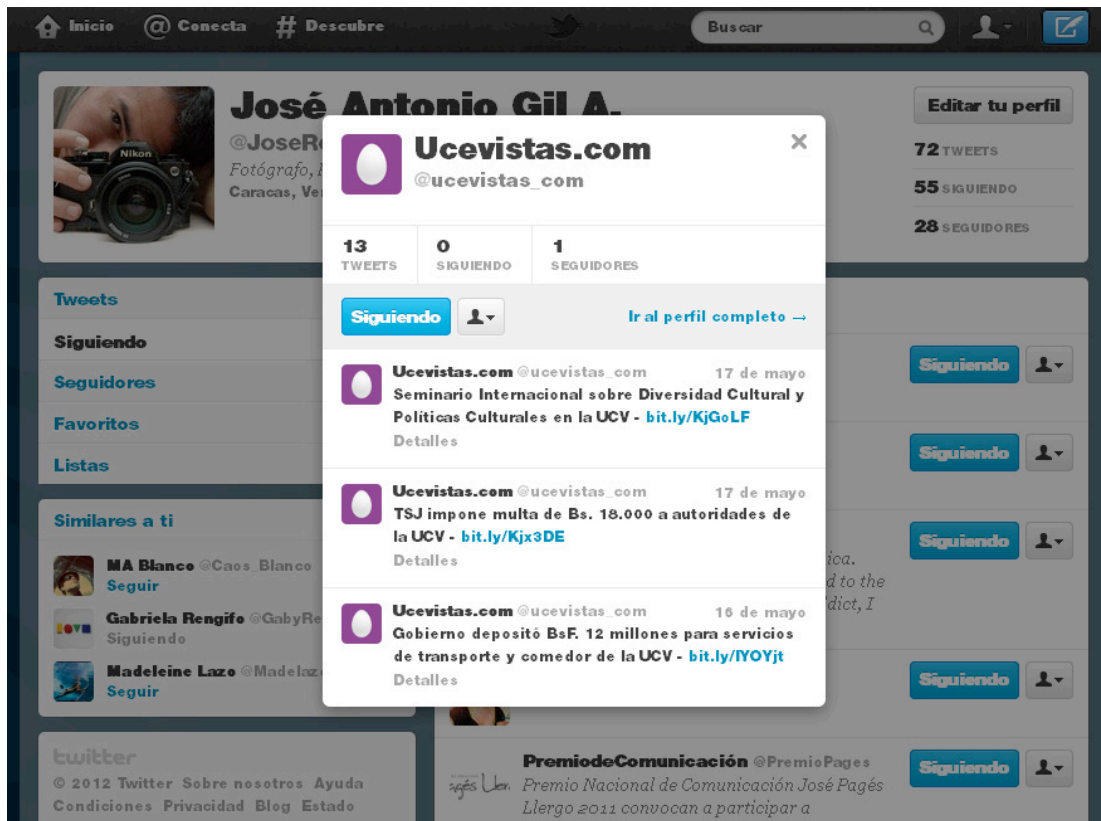 Inicio @ Conecta # Descubre Buscar
José Antonio Gil A.
@JoseR
Fotógrafo,
Caracas, Ve
Nikon
Editar tu perfil
72 TWEETS
55 SIGUIENDO
28 SEGUIDORES
Ucevistas.com
@ucevistas_com
13 TWEETS
0 SIGUIENDO
1 SEGUIDORES
Siguiendo
Ir al perfil completo →
Ucevistas.com @ucevistas_com 17 de mayo
Seminario Internacional sobre Diversidad Cultural y
Políticas Culturales en la UCV - bit.ly/KjGoLF
Detalles
Ucevistas.com @ucevistas_com 17 de mayo
TSJ impone multa de Bs. 18.000 a autoridades de
la UCV - bit.ly/Kjx3DE
Detalles
Ucevistas.com @ucevistas_com 16 de mayo
Gobierno depositó BsF. 12 millones para servicios
de transporte y comedor de la UCV - bit.ly/IYOYjt
Detalles
Tweets
Siguiendo
Seguidores
Favoritos
Listas
Similares a ti
MA Blanco @Caos_Blanco
Seguir
Gabriela Rengifo @GabyRe
Siguiendo
Madeleine Lazo @Madelaz
Seguir
twitter
© 2012 Twitter Sobre nosotros Ayuda
Condiciones Privacidad Blog Estado
Siguiendo
Siguiendo
Siguiendo
ica.
d to the
dict, I
Siguiendo
PremiodeComunicación @PremioPages
Siguiendo
Premio Nacional de Comunicación José Pagés
Llergo 2011 convocan a participar a